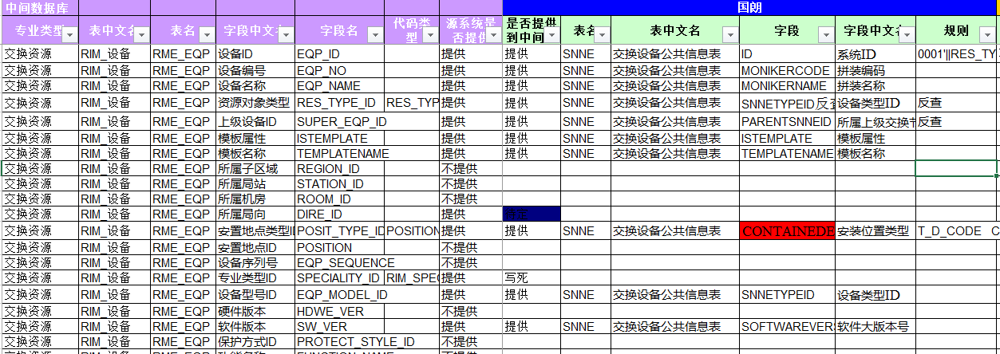 中间数据库 国朗
专业类型 表中文名 表名 字段中文名 字段名 代码类型 源系统是否提供 是否提供到中间 表名 表中文名 字段 字段中文名 规则
交换资源 RIM_设备 RME_EQP 设备ID EQP_ID 提供 提供 SNNE 交换设备公共信息表 ID 系统ID 0001'||RES_TY
交换资源 RIM_设备 RME_EQP 设备编号 EQP_NO 提供 提供 SNNE 交换设备公共信息表 MONIKERCODE 拼装编码
交换资源 RIM_设备 RME_EQP 设备名称 EQP_NAME 提供 提供 SNNE 交换设备公共信息表 MONIKERNAME 拼装名称
交换资源 RIM_设备 RME_EQP 资源对象类型 RES_TYPE_ID RES_TYP 提供 提供 SNNE 交换设备公共信息表 SNNETYPEID反查 设备类型ID 反查
交换资源 RIM_设备 RME_EQP 上级设备ID SUPER_EQP_ID 提供 提供 SNNE 交换设备公共信息表 PARENTSNNEID 所属上级交换节 反查
交换资源 RIM_设备 RME_EQP 模板属性 ISTEMPLATE 提供 提供 SNNE 交换设备公共信息表 ISTEMPLATE 模板属性
交换资源 RIM_设备 RME_EQP 模板名称 TEMPLATENAME 提供 提供 SNNE 交换设备公共信息表 TEMPLATENAME 模板名称
交换资源 RIM_设备 RME_EQP 所属子区域 REGION_ID 不提供
交换资源 RIM_设备 RME_EQP 所属局站 STATION_ID 不提供
交换资源 RIM_设备 RME_EQP 所属机房 ROOM_ID 不提供
交换资源 RIM_设备 RME_EQP 所属局向 DIRE_ID 提供
交换资源 RIM_设备 RME_EQP 安置地点类型ID POSIT_TYPE_ID POSITION 提供 提供 SNNE 交换设备公共信息表 CONTAINEDE 安装位置类型 T_D_CODE C
交换资源 RIM_设备 RME_EQP 安置地点ID POSITION 不提供
交换资源 RIM_设备 RME_EQP 设备序列号 EQP_SEQUENCE 不提供
交换资源 RIM_设备 RME_EQP 专业类型ID SPECIALITY_ID RIM_SPEC 提供 写死
交换资源 RIM_设备 RME_EQP 设备型号ID EQP_MODEL_ID 提供 提供 SNNE 交换设备公共信息表 SNNETYPEID 设备类型ID
交换资源 RIM_设备 RME_EQP 硬件版本 HDWE_VER 不提供
交换资源 RIM_设备 RME_EQP 软件版本 SW_VER 提供 提供 SNNE 交换设备公共信息表 SOFTWAREVERS 软件大版本号
交换资源 RIM_设备 RME_EQP 保护方式ID PROTECT_STYLE_ID 不提供